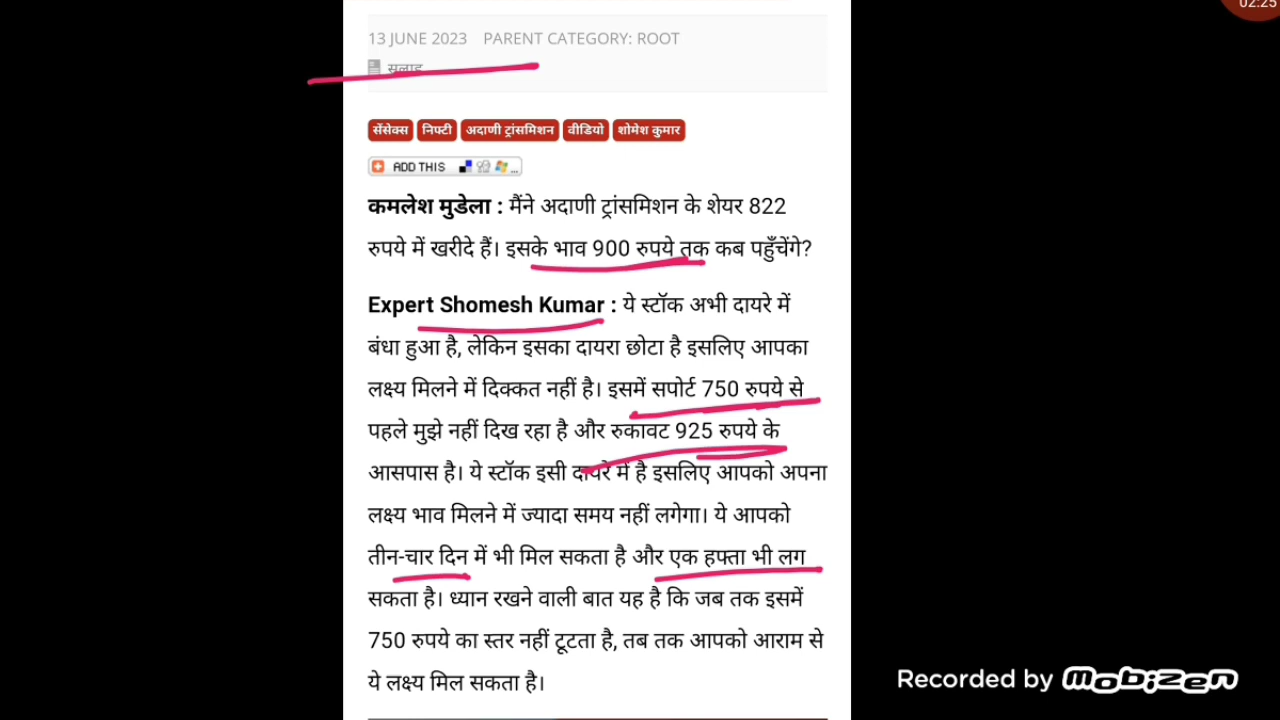 02:25
13 JUNE 2023 PARENT CATEGORY: ROOT
सलाह
सेंसेक्स निफ्टी अदाणी ट्रांसमिशन वीडियो शोमेश कुमार
ADD THIS ...
कमलेश मुडेला : मैंने अदाणी ट्रांसमिशन के शेयर 822
रुपये में खरीदे हैं। इसके भाव 900 रुपये तक कब पहुँचेंगे?
Expert Shomesh Kumar : ये स्टॉक अभी दायरे में
बंधा हुआ है, लेकिन इसका दायरा छोटा है इसलिए आपका
लक्ष्य मिलने में दिक्कत नहीं है। इसमें सपोर्ट 750 रुपये से
पहले मुझे नहीं दिख रहा है और रुकावट 925 रुपये के
आसपास है। ये स्टॉक इसी दायरे में है इसलिए आपको अपना
लक्ष्य भाव मिलने में ज्यादा समय नहीं लगेगा। ये आपको
तीन-चार दिन में भी मिल सकता है और एक हफ्ता भी लग
सकता है। ध्यान रखने वाली बात यह है कि जब तक इसमें
750 रुपये का स्तर नहीं टूटता है, तब तक आपको आराम से
ये लक्ष्य मिल सकता है।
Recorded by mobizen